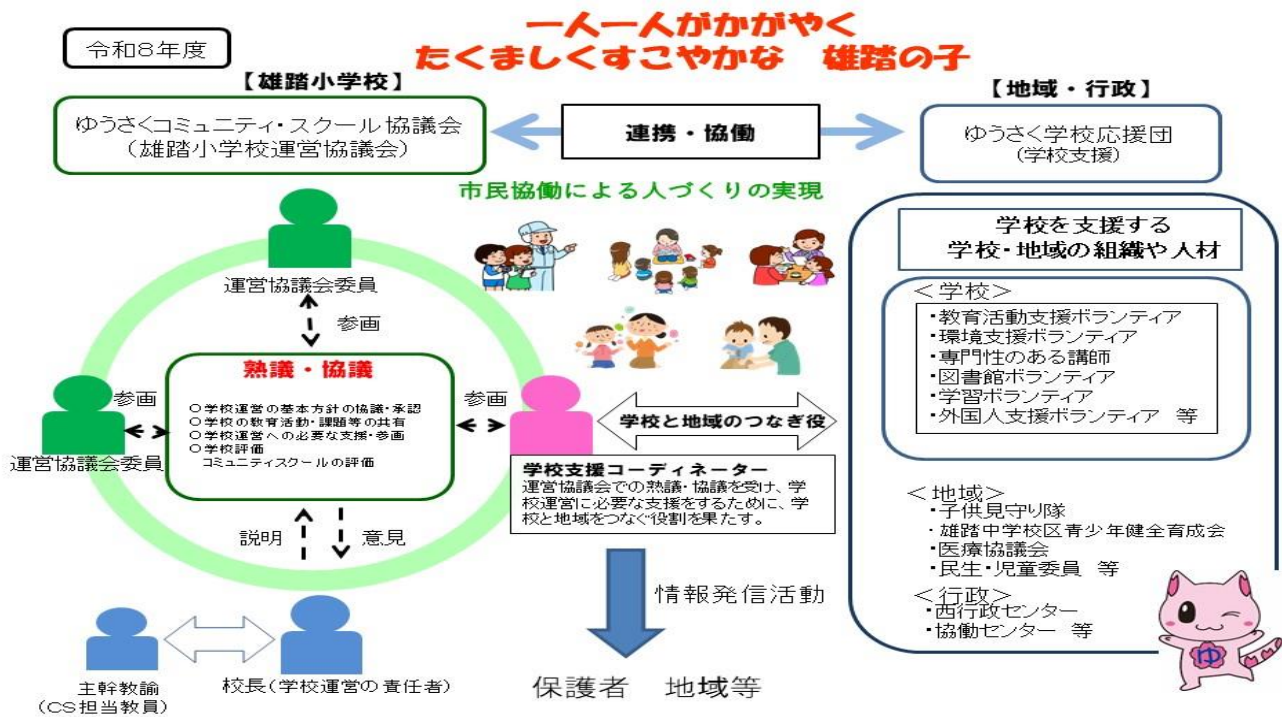 令和8年度
一人一人がかがやく
たくましくすこやかな 雄踏の子
【雄踏小学校】
ゆうさくコミュニティ・スクール協議会
(雄踏小学校運営協議会)
連携・協働
【地域・行政】
ゆうさく学校応援団
(学校支援)
市民協働による人づくりの実現
運営協議会委員
参画
熟議・協議
○学校運営の基本方針の協議・承認
○学校の教育活動・課題等の共有
○学校運営への必要な支援・参画
○学校評価
コミュニティスクールの評価
参画
運営協議会委員
参画
説明
意見
主幹教諭
(CS担当教員)
校長(学校運営の責任者)
学校と地域のつなぎ役
学校支援コーディネーター
運営協議会での熟議・協議を受け、学
校運営に必要な支援をするために、学
校と地域をつなぐ役割を果たす。
情報発信活動
保護者 地域等
学校を支援する
学校・地域の組織や人材
<学校>
・教育活動支援ボランティア
・環境支援ボランティア
・専門性のある講師
・図書館ボランティア
・学習ボランティア
・外国人支援ボランティア 等
<地域>
・子供見守り隊
・雄踏中学校区青少年健全育成会
・医療協議会
・民生・児童委員 等
<行政>
・西行政センター
・協働センター 等
ゆ